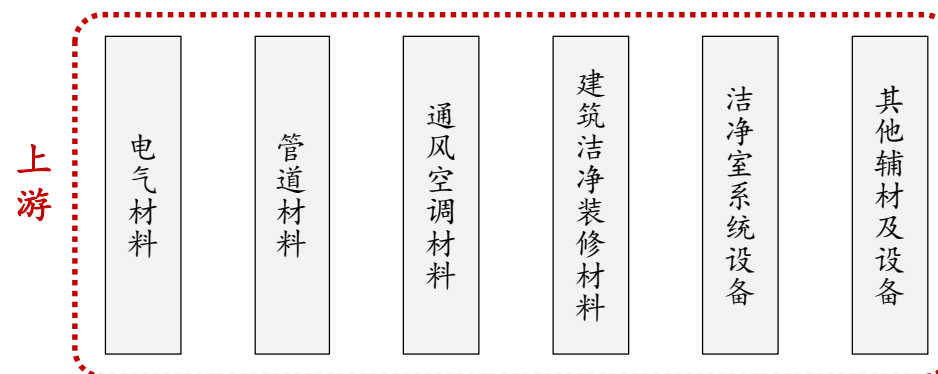 上游
电气材料
管道材料
通风空调材料
建筑洁净装修材料
洁净室系统设备
其他辅材及设备